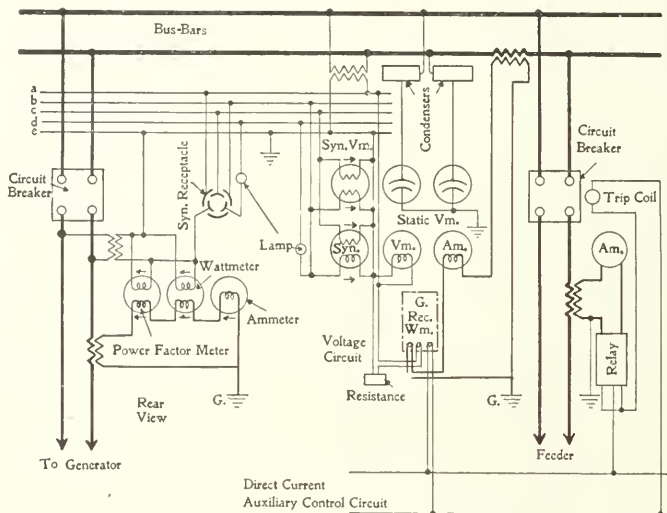 Bus-Bars
a
b
c
d
e
Condensers
Syn. Vm.
Circuit
Breaker
Circuit
Breaker
Syn. Receptacle
Trip Coil
Static Vm.
Lamp
Syn.
Vm.
Am.
Am.
Wattmeter
Ammeter
G.
Rec.
Wm.
Power Factor Meter
Voltage
Circuit
Relay
Rear
View
G.
Resistance
G.
To Generator
Feeder
Direct Current
Auxiliary Control Circuit